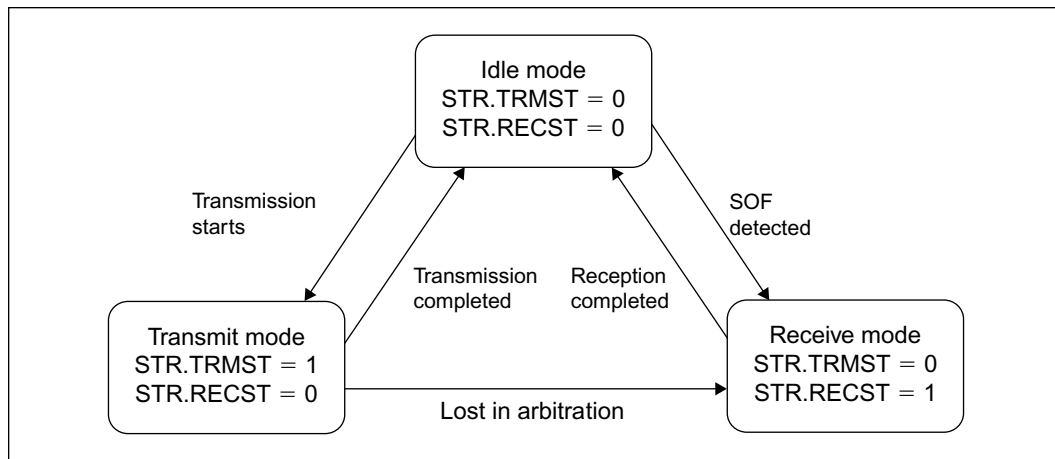 Idle mode
STR.TRMST = 0
STR.RECST = 0
Transmission
starts
SOF
detected
Transmission
completed
Reception
completed
Transmit mode
STR.TRMST = 1
STR.RECST = 0
Receive mode
STR.TRMST = 0
STR.RECST = 1
Lost in arbitration